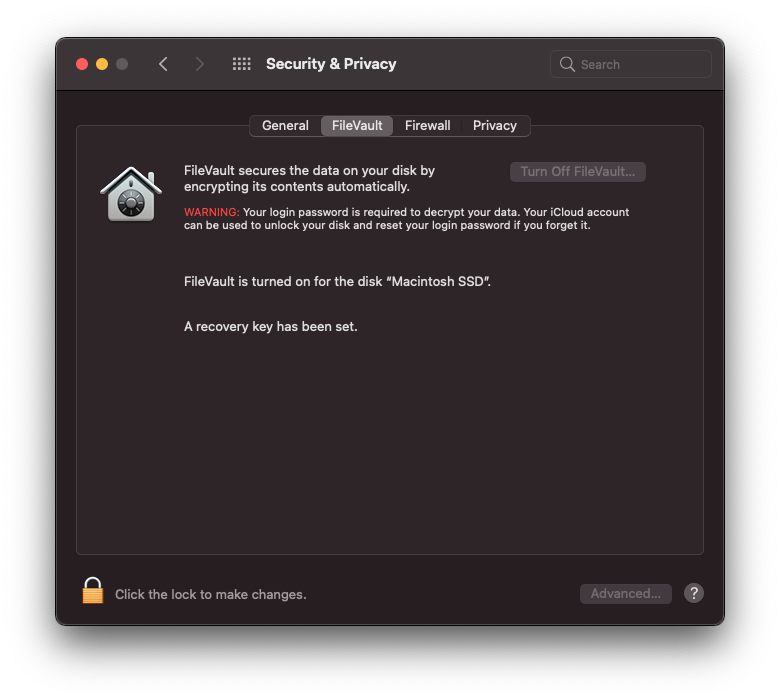 Security & Privacy
Search
General
FileVault
Firewall
Privacy
FileVault secures the data on your disk by
encrypting its contents automatically.
Turn Off FileVault...
WARNING: Your login password is required to decrypt your data. Your iCloud account
can be used to unlock your disk and reset your login password if you forget it.
FileVault is turned on for the disk “Macintosh SSD”.
A recovery key has been set.
Click the lock to make changes.
Advanced...
?